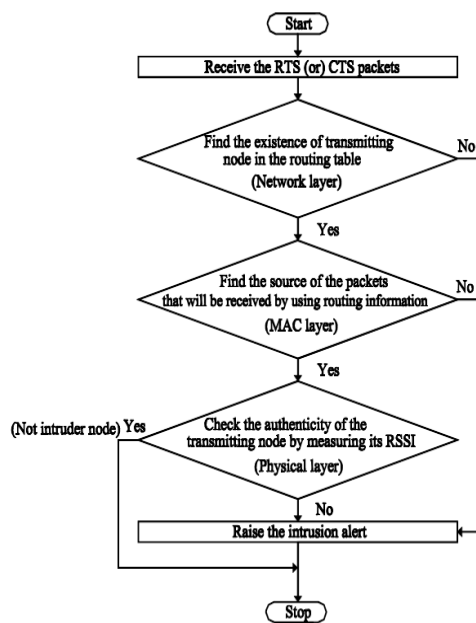 Start
Receive the RTS (or) CTS packets
Find the existence of transmitting
node in the routing table
(Network layer)
No
Yes
Find the source of the packets
that will be received by using routing information
(MAC layer)
No
Yes
(Not intruder node) Yes
Check the authenticity of the
transmitting node by measuring its RSSI
(Physical layer)
No
Raise the intrusion alert
Stop